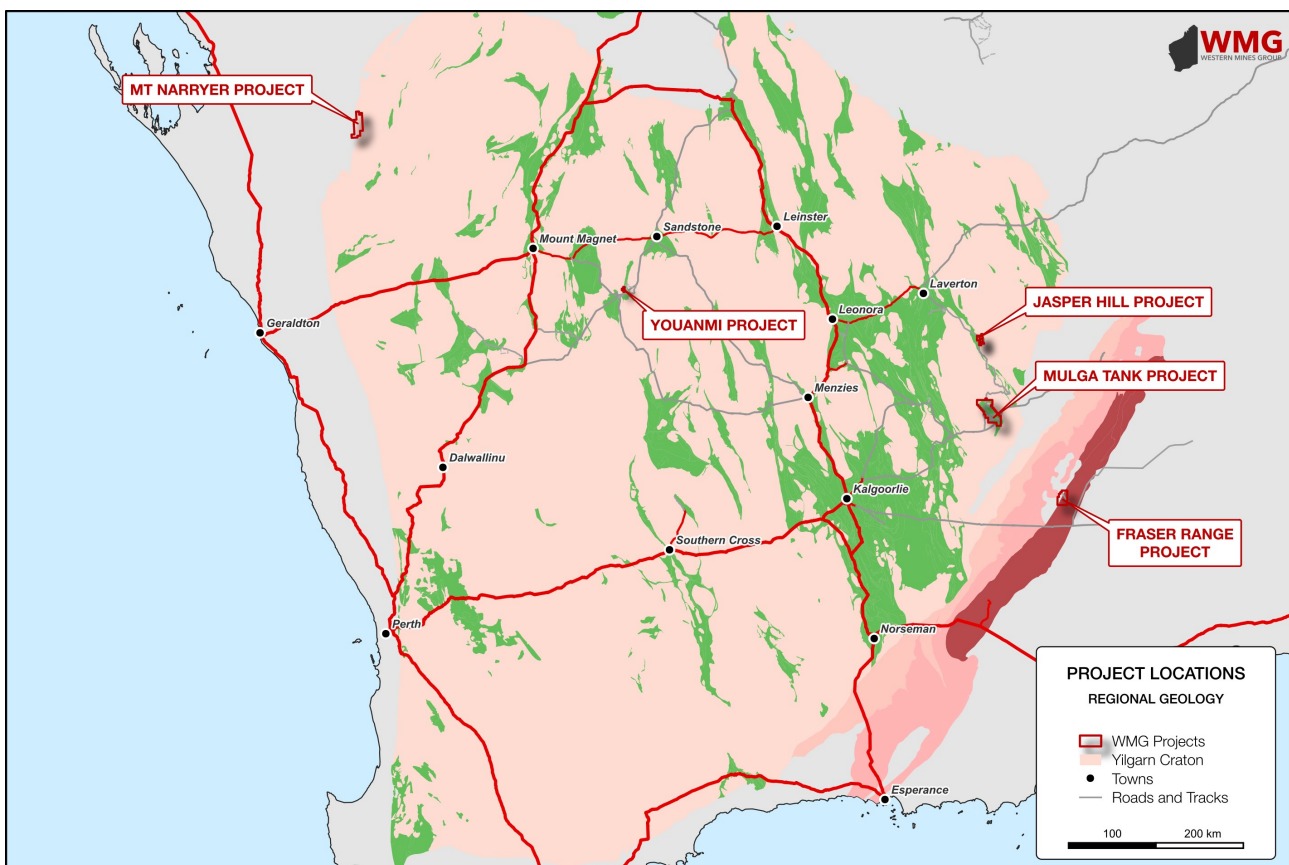 WMG
WESTERN MINES GROUP
MT NARRYER PROJECT
Leinster
Sandstone
Mount Magnet
Laverton
JASPER HILL PROJECT
YOUANMI PROJECT
Leonora
Geraldton
MULGA TANK PROJECT
Menzies
Dalwallinu
Kalgoorlie
FRASER RANGE
PROJECT
Southern Cross
Perth
Norseman
PROJECT LOCATIONS
REGIONAL GEOLOGY
WMG Projects
Yilgarn Craton
Towns
Roads and Tracks
100 200 km
Esperance